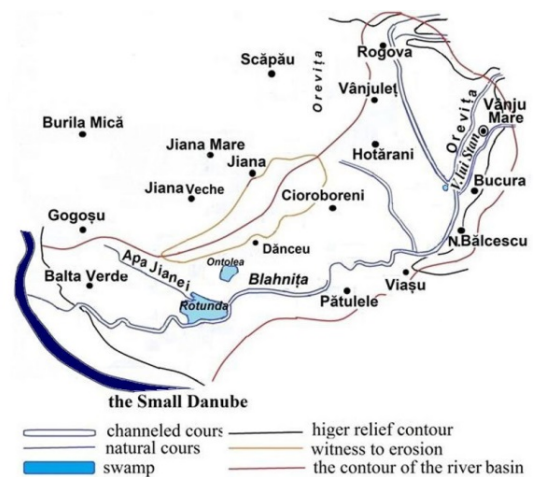 Rogova
Scăpău
Orevița
Vânjuleț
Vânju
Mare
Orevița
V. lui Stan
Burila Mică
Jiana Mare
Hotărani
Jiana
Bucura
Jiana Veche
Cioroboreni
Gogoșu
N.Bălcescu
Dănceu
Apa Jianei
Ontolea
Balta Verde
Blahnița
Viașu
Rotunda
Pătulele
the Small Danube
channeled cours
higer relief contour
natural cours
witness to erosion
swamp
the contour of the river basin